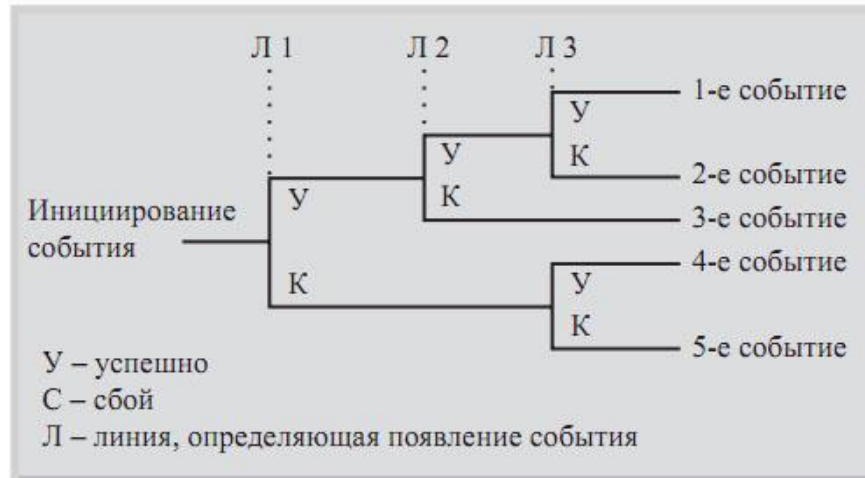 Л 1 Л 2 Л 3
1-е событие
У
У
К
Инициирование
события
У
К
2-е событие
3-е событие
4-е событие
К
У
К
5-е событие
У – успешно
С – сбой
Л – линия, определяющая появление события